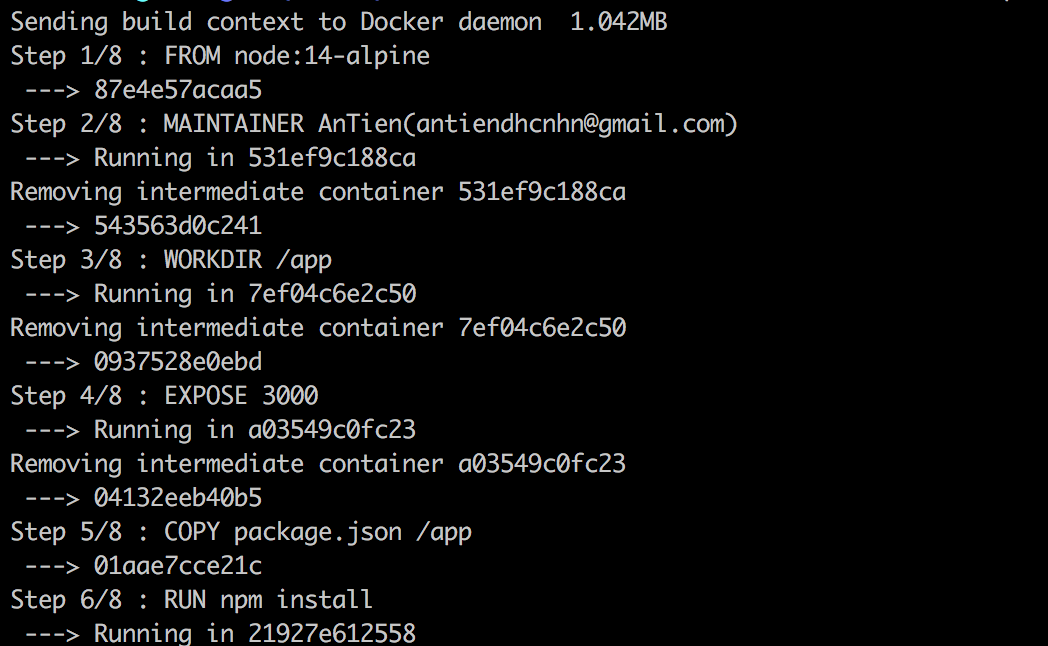 Sending build context to Docker daemon  1.042MB
Step 1/8 : FROM node:14-alpine
 ---> 87e4e57acaa5
Step 2/8 : MAINTAINER AnTien(antiendhcnhn@gmail.com)
 ---> Running in 531ef9c188ca
Removing intermediate container 531ef9c188ca
 ---> 543563d0c241
Step 3/8 : WORKDIR /app
 ---> Running in 7ef04c6e2c50
Removing intermediate container 7ef04c6e2c50
 ---> 0937528e0ebd
Step 4/8 : EXPOSE 3000
 ---> Running in a03549c0fc23
Removing intermediate container a03549c0fc23
 ---> 04132eeb40b5
Step 5/8 : COPY package.json /app
 ---> 01aae7cce21c
Step 6/8 : RUN npm install
 ---> Running in 21927e612558